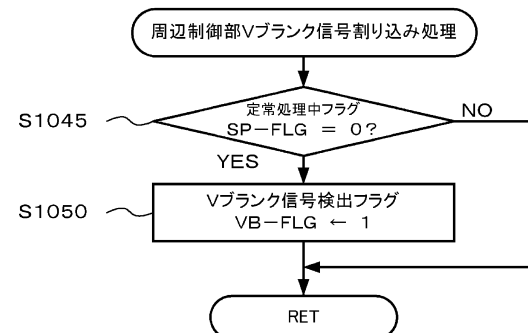 周辺制御部Vブランク信号割り込み処理
S1045
定常処理中フラグ
SP−FLG = 0?
NO
YES
S1050
Vブランク信号検出フラグ
VB−FLG ← 1
RET